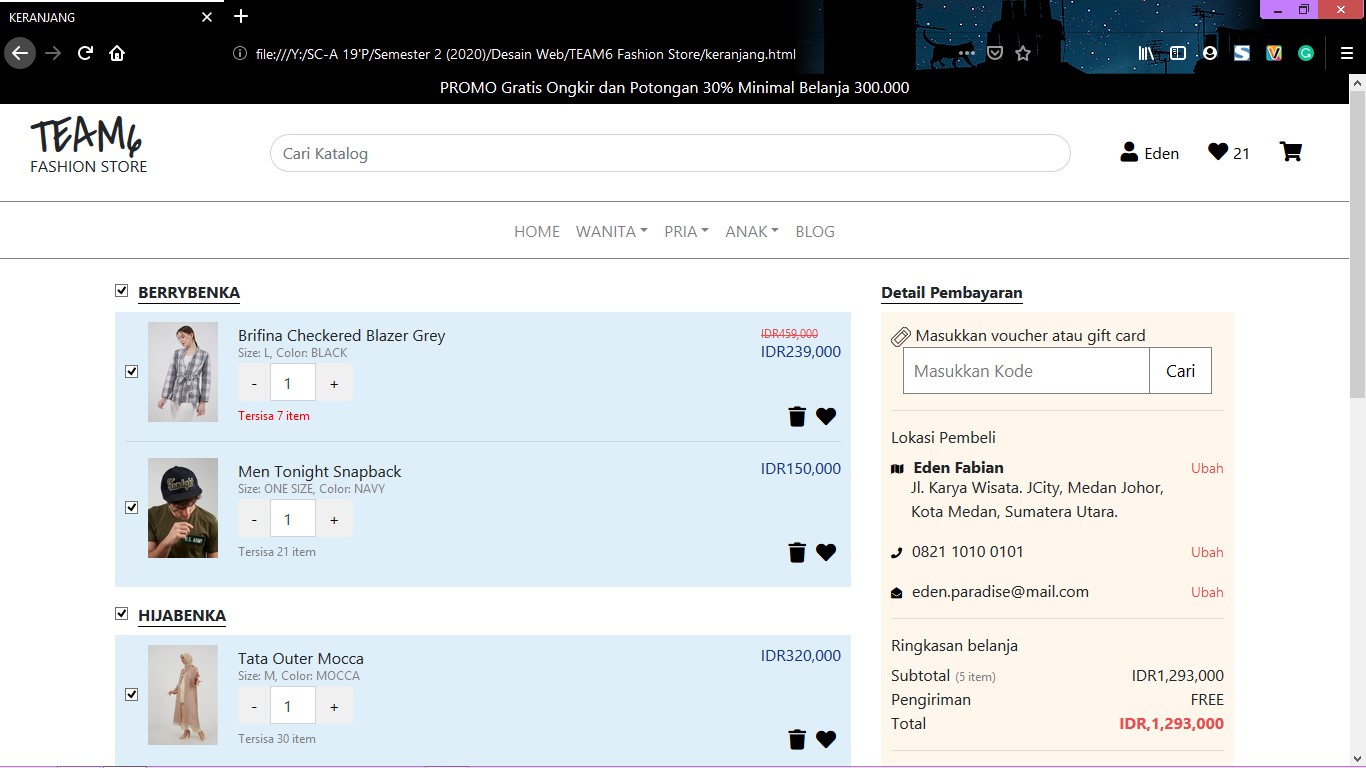 KERANJANG
file:///Y:/SC-A 19'P/Semester 2 (2020)/Desain Web/TEAM6 Fashion Store/keranjang.html
PROMO Gratis Ongkir dan Potongan 30% Minimal Belanja 300.000
TEAM6
FASHION STORE
Cari Katalog
Eden
21
HOME WANITA PRIA ANAK BLOG
BERRYBENKA
Brifina Checkered Blazer Grey
IDR459,000
Size: L, Color: BLACK
IDR239,000
- 1 +
Tersisa 7 item
Men Tonight Snapback
IDR150,000
Size: ONE SIZE, Color: NAVY
- 1 +
Tersisa 21 item
HIJABENKA
Tata Outer Mocca
IDR320,000
Size: M, Color: MOCCA
- 1 +
Tersisa 30 item
Detail Pembayaran
Masukkan voucher atau gift card
Masukkan Kode Cari
Lokasi Pembeli
Eden Fabian Ubah
Jl. Karya Wisata. JCity, Medan Johor,
Kota Medan, Sumatera Utara.
0821 1010 0101 Ubah
eden.paradise@mail.com Ubah
Ringkasan belanja
Subtotal (5 item) IDR1,293,000
Pengiriman FREE
Total IDR,1,293,000